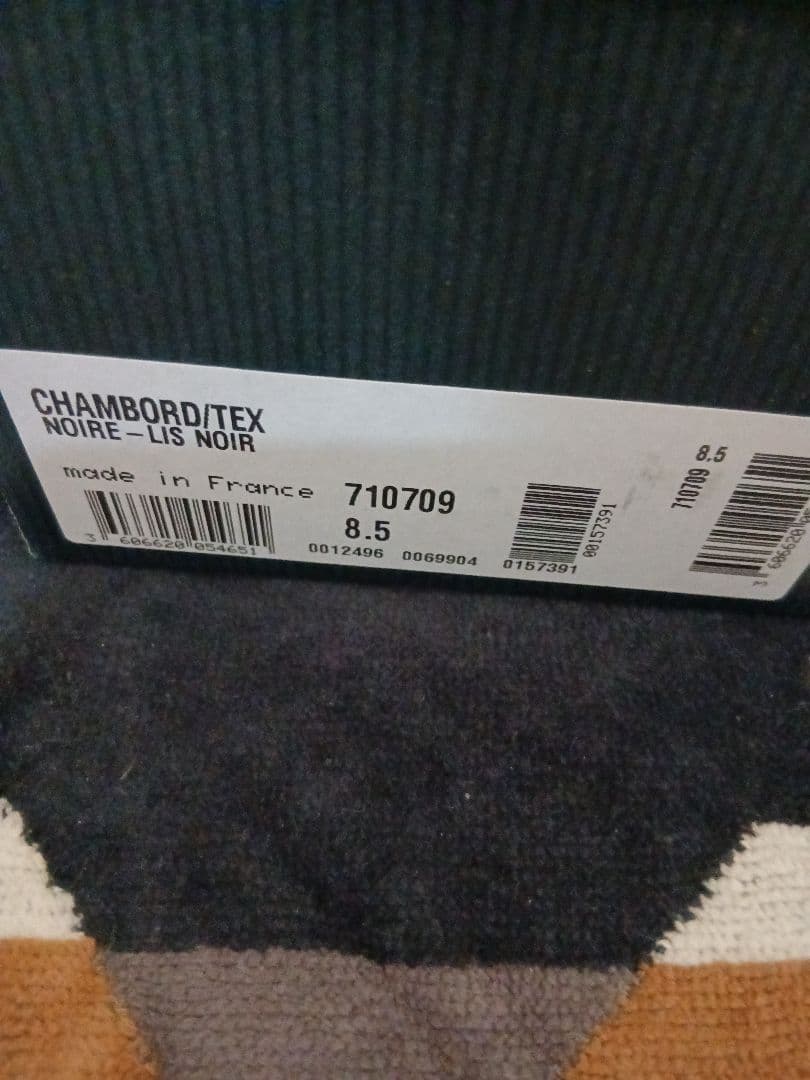 CHAMBORD/TEX
NOIRE-LIS NOIR
made in France
710709
8.5
3 606620 054651
0012496 0069904 0157391
00157391
8.5
710709